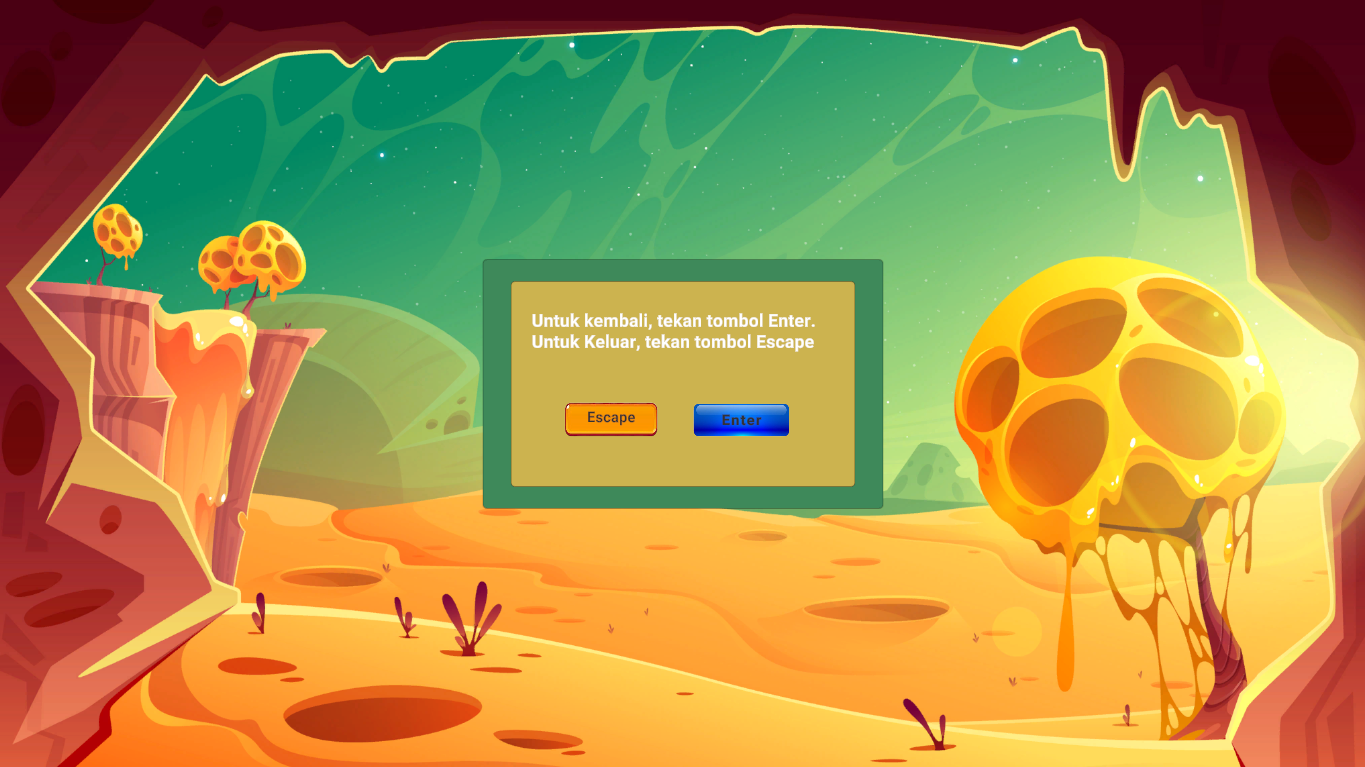 Untuk kembali, tekan tombol Enter.
Untuk Keluar, tekan tombol Escape
Escape
Enter